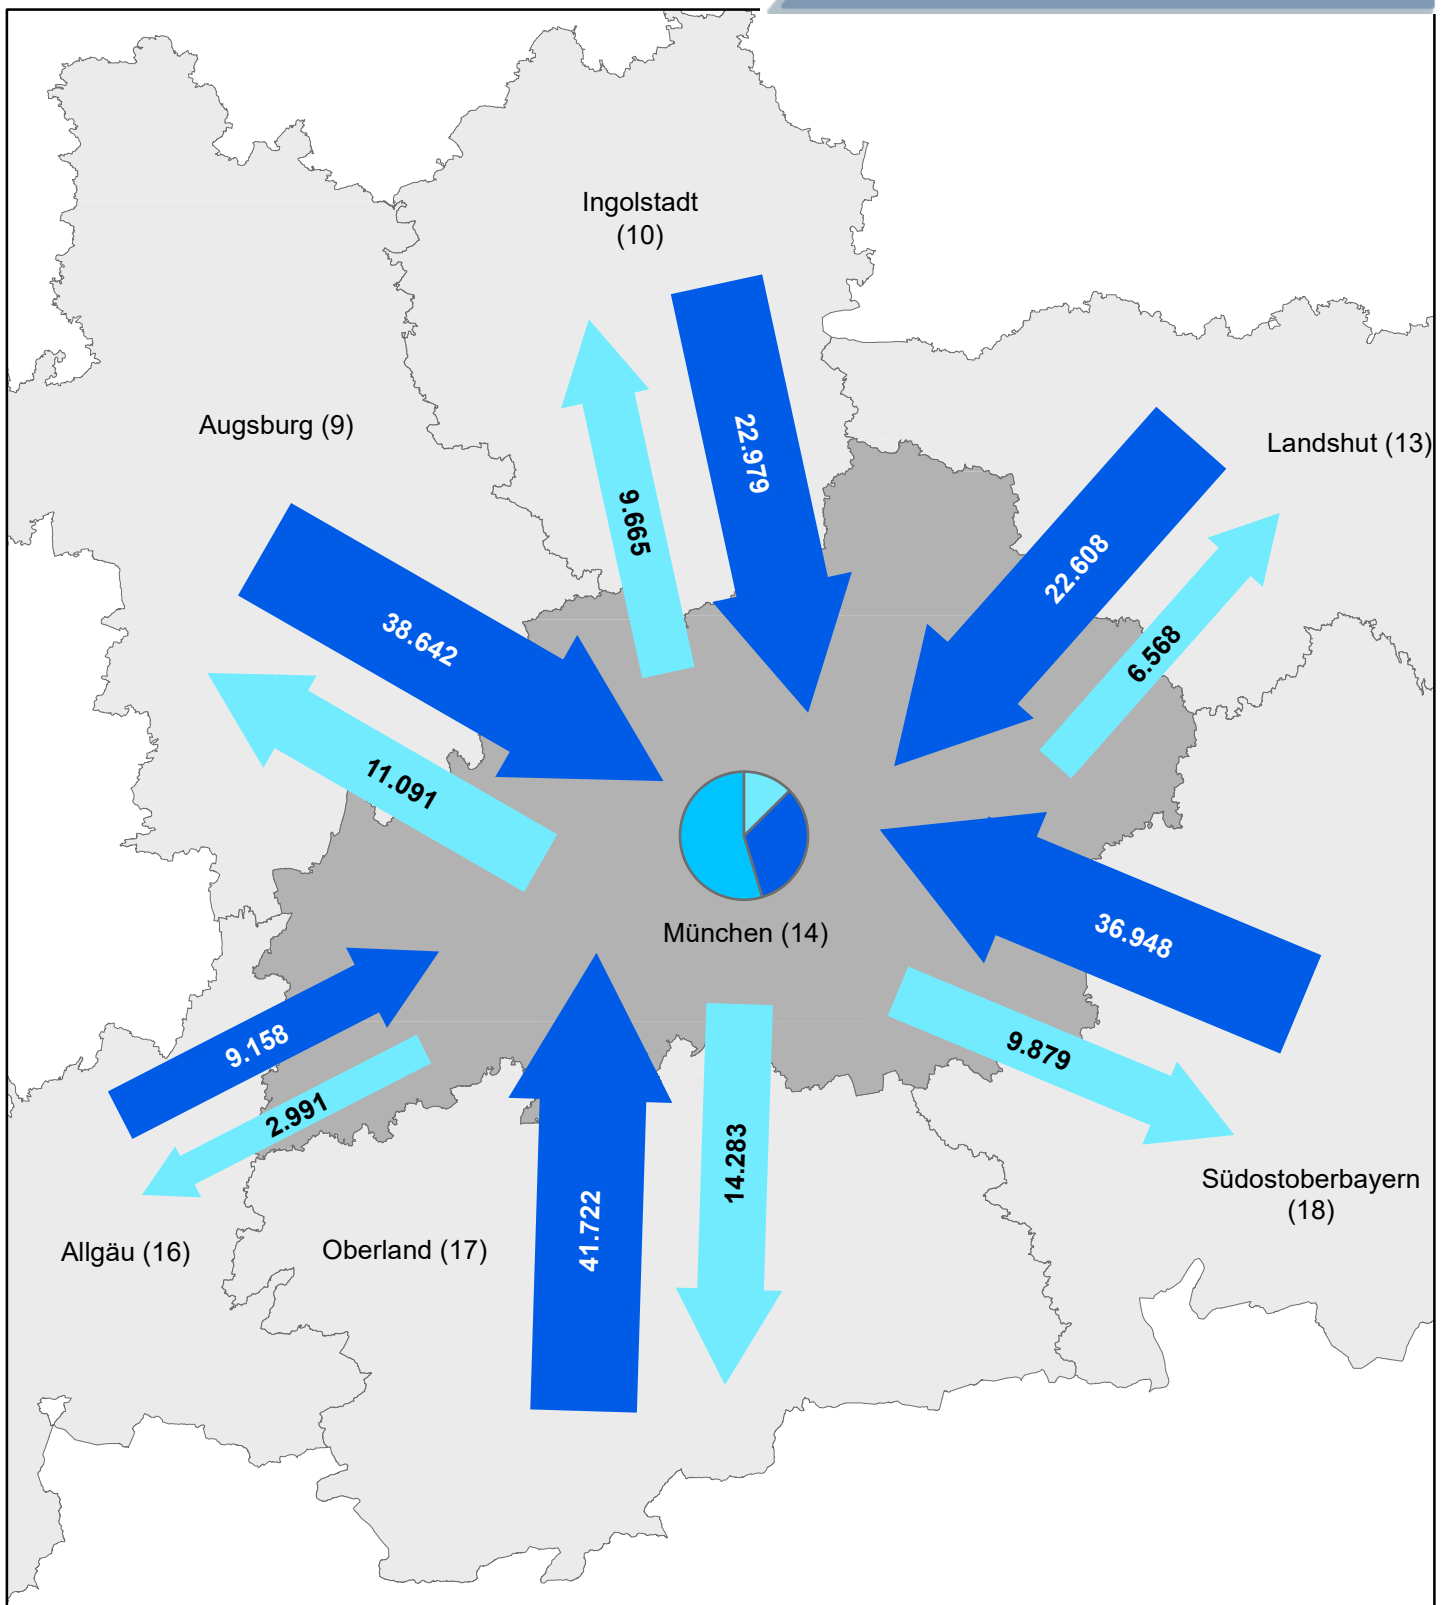 Ingolstadt
(10)
Augsburg (9)
Landshut (13)
22.979
9.665
22.608
6.568
38.642
11.091
München (14)
36.948
9.158
9.879
2.991
14.283
41.722
Südostoberbayern
(18)
Allgäu (16)
Oberland (17)